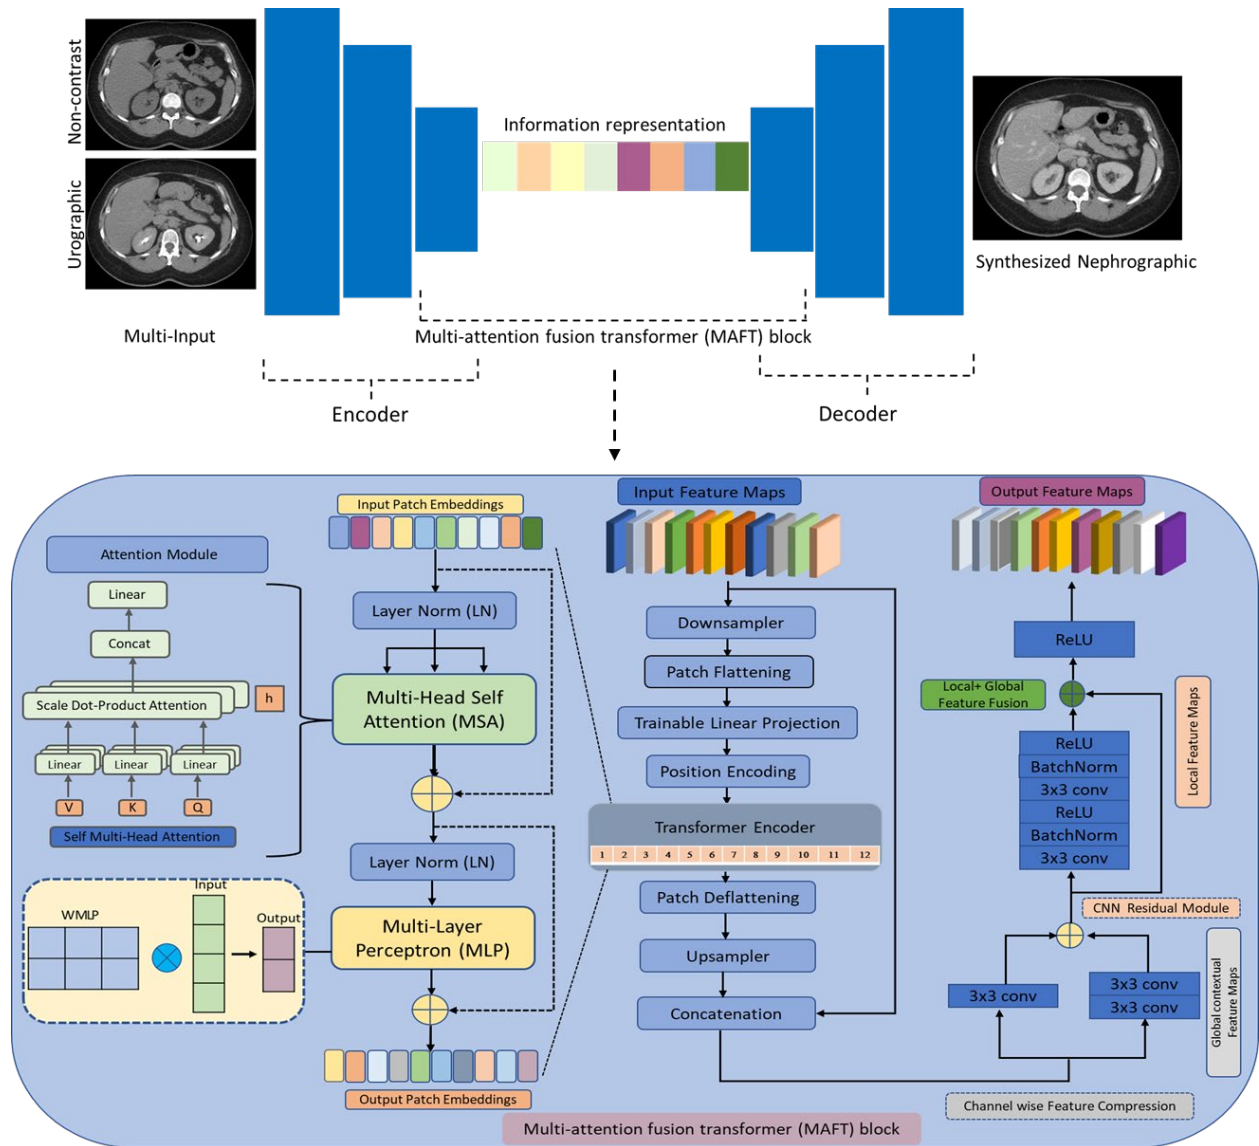 Non-contrast
Urographic
Multi-Input
Information representation
Synthesized Nephrographic
Multi-attention fusion transformer (MAFT) block
Encoder
Decoder
Attention Module
Linear
Concat
Scale Dot-Product Attention
h
Linear
Linear
Linear
V
K
Q
Self Multi-Head Attention
WMLP
Input
Output
Input Patch Embeddings
Layer Norm (LN)
Multi-Head Self
Attention (MSA)
Layer Norm (LN)
Multi-Layer
Perceptron (MLP)
Output Patch Embeddings
Input Feature Maps
Downsampler
Patch Flattening
Trainable Linear Projection
Position Encoding
Transformer Encoder
1 2 3 4 5 6 7 8 9 10 11 12
Patch Deflattening
Upsampler
Concatenation
Output Feature Maps
ReLU
Local+ Global
Feature Fusion
Local Feature Maps
ReLU
BatchNorm
3x3 conv
ReLU
BatchNorm
3x3 conv
CNN Residual Module
3x3 conv
3x3 conv
3x3 conv
Global contextual
Feature Maps
Channel wise Feature Compression
Multi-attention fusion transformer (MAFT) block